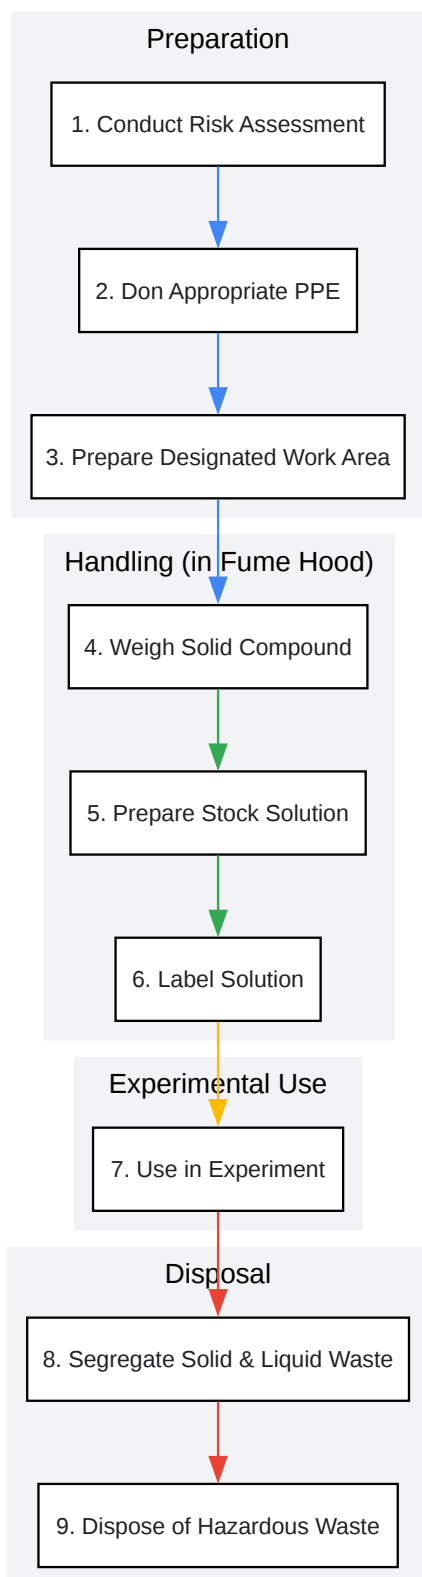 Preparation
1. Conduct Risk Assessment
2. Don Appropriate PPE
3. Prepare Designated Work Area
Handling (in Fume Hood)
4. Weigh Solid Compound
5. Prepare Stock Solution
6. Label Solution
Experimental Use
7. Use in Experiment
Disposal
8. Segregate Solid & Liquid Waste
9. Dispose of Hazardous Waste